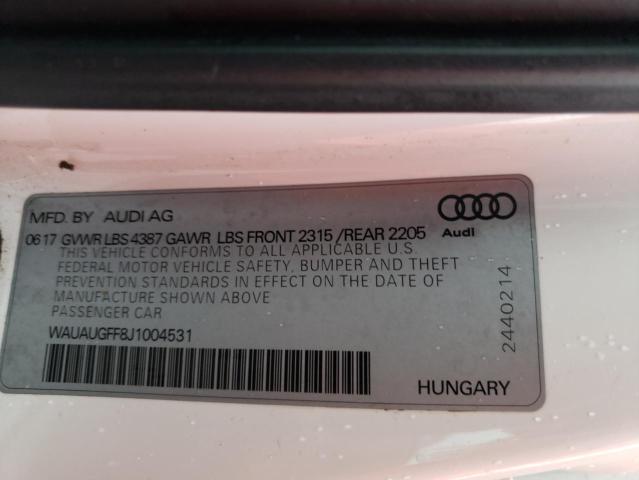 MFD. BY AUDI AG
Audi
0617 GVWR LBS 4387 GAWR LBS FRONT 2315 / REAR 2205
THIS VEHICLE CONFORMS TO ALL APPLICABLE U.S.
FEDERAL MOTOR VEHICLE SAFETY, BUMPER AND THEFT
PREVENTION STANDARDS IN EFFECT ON THE DATE OF
MANUFACTURE SHOWN ABOVE
PASSENGER CAR
WAUAUGFF8J1004531
HUNGARY
2440214